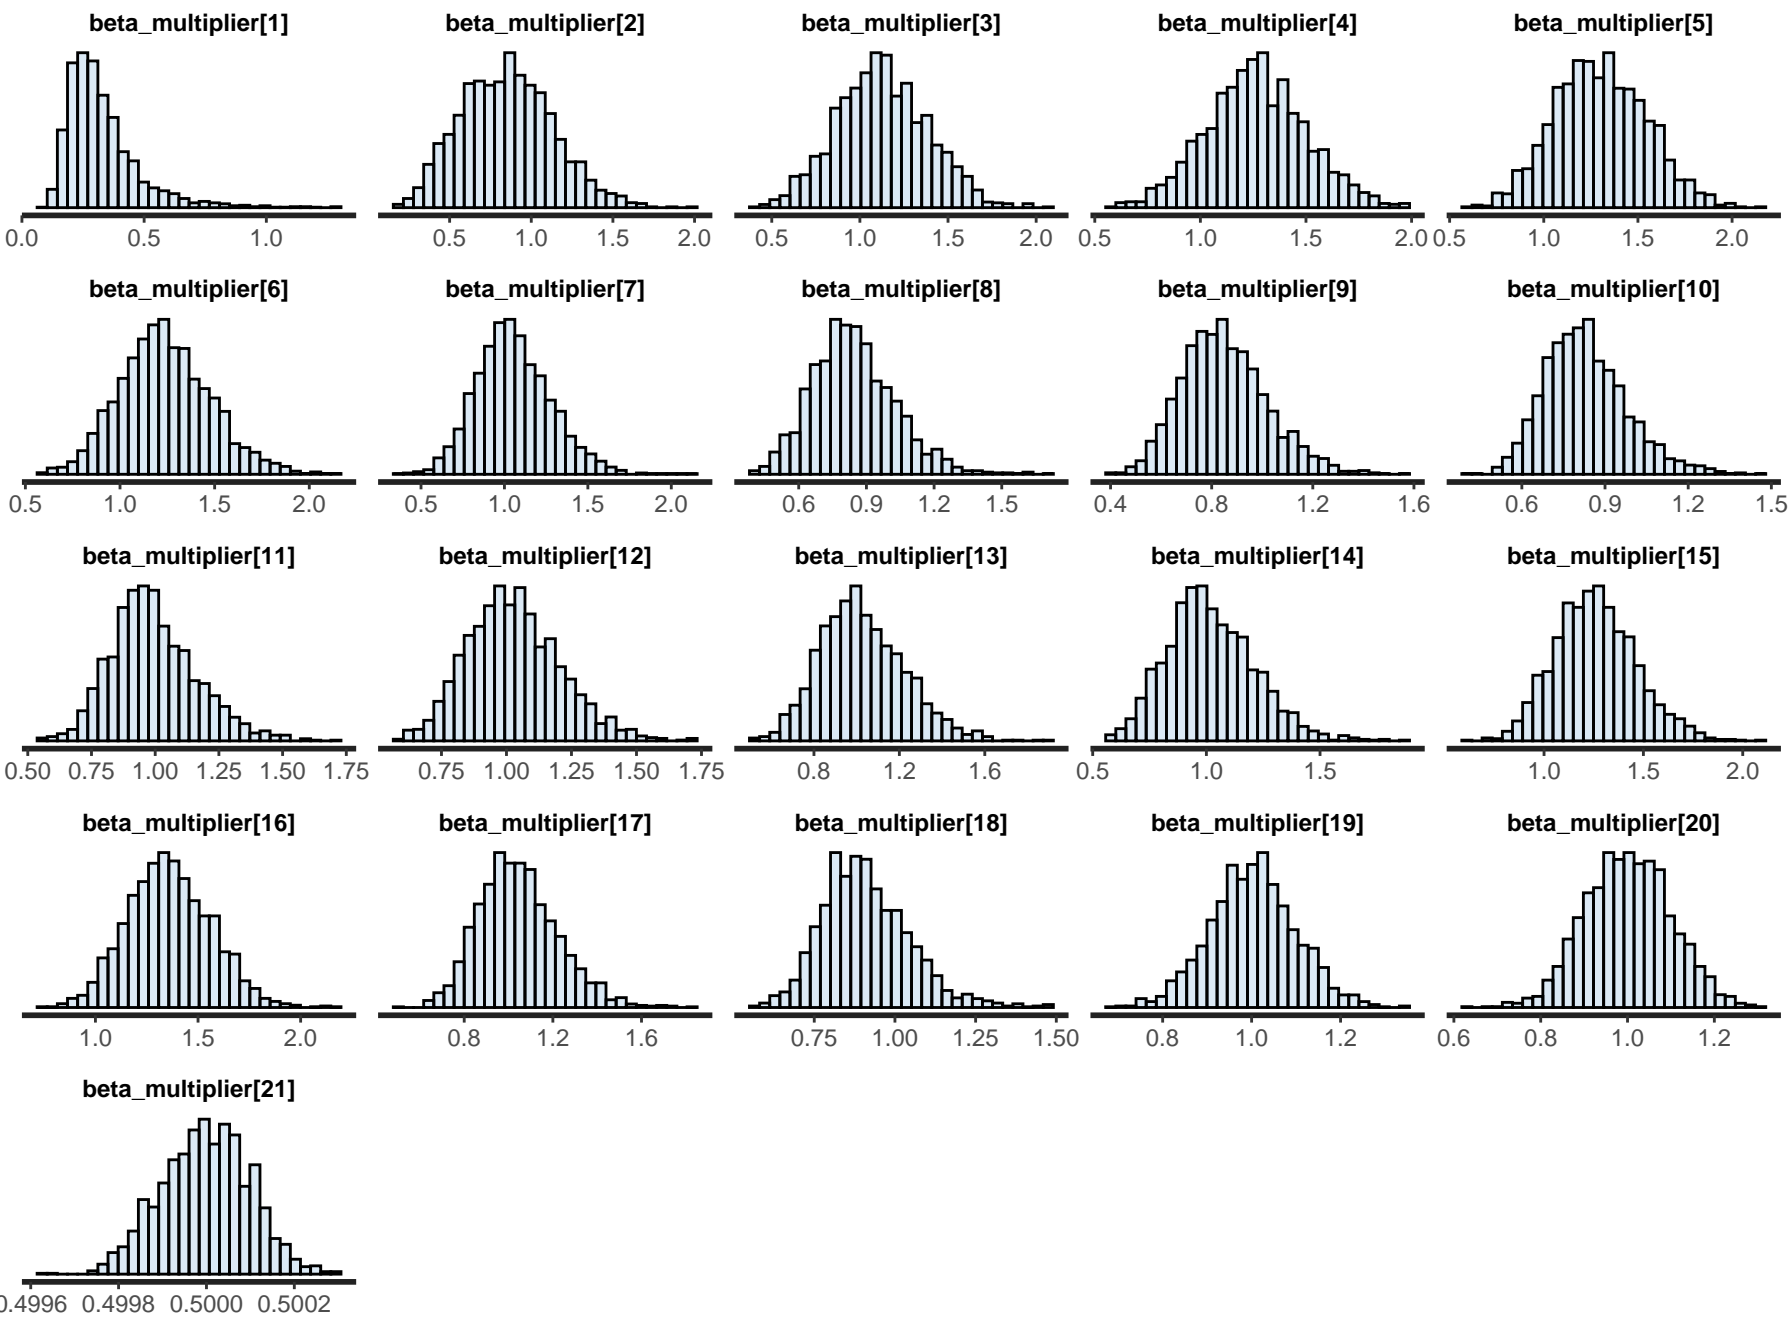 beta_multiplier[1] beta_multiplier[2] beta_multiplier[3] beta_multiplier[4] beta_multiplier[5]
0.0 0.5 1.0 0.5 1.0 1.5 2.0 0.5 1.0 1.5 2.0 0.5 1.0 1.5 2.0 0.5 1.0 1.5 2.0
beta_multiplier[6] beta_multiplier[7] beta_multiplier[8] beta_multiplier[9] beta_multiplier[10]
0.5 1.0 1.5 2.0 0.5 1.0 1.5 2.0 0.6 0.9 1.2 1.5 0.4 0.8 1.2 1.6 0.6 0.9 1.2 1.5
beta_multiplier[11] beta_multiplier[12] beta_multiplier[13] beta_multiplier[14] beta_multiplier[15]
0.50 0.75 1.00 1.25 1.50 1.75 0.75 1.00 1.25 1.50 1.75 0.8 1.2 1.6 0.5 1.0 1.5 1.0 1.5 2.0
beta_multiplier[16] beta_multiplier[17] beta_multiplier[18] beta_multiplier[19] beta_multiplier[20]
1.0 1.5 2.0 0.8 1.2 1.6 0.75 1.00 1.25 1.50 0.8 1.0 1.2 0.6 0.8 1.0 1.2
beta_multiplier[21]
0.4996 0.4998 0.5000 0.5002